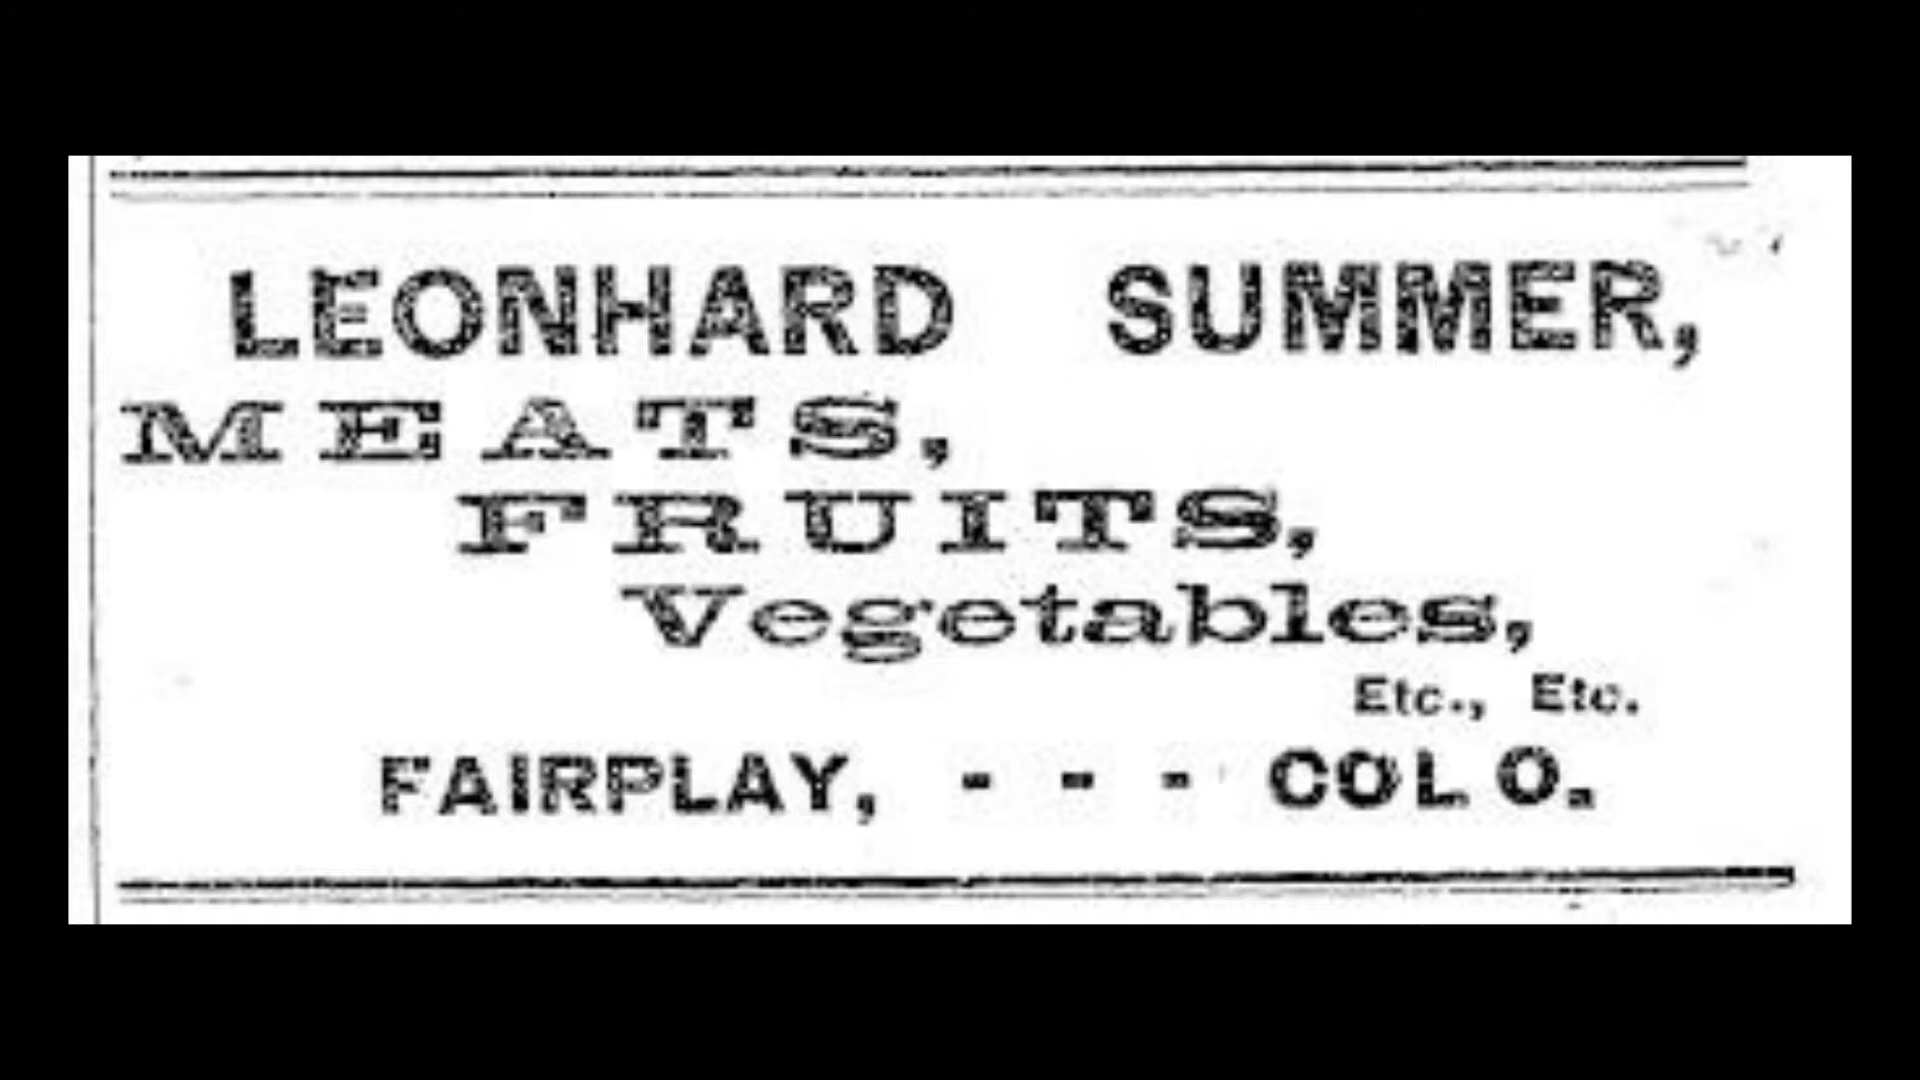 LEONHARD SUMMER,
MEATS,
FRUITS,
Vegetables,
Etc., Etc.
FAIRPLAY, - - - COLO.